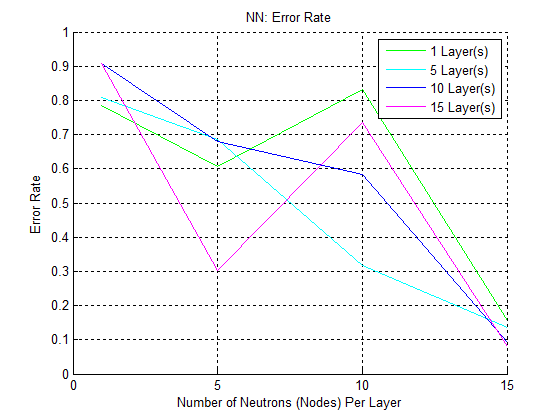 NN: Error Rate
1 Layer(s)
5 Layer(s)
10 Layer(s)
15 Layer(s)
Error Rate
1
0.9
0.8
0.7
0.6
0.5
0.4
0.3
0.2
0.1
0
0 5 10 15
Number of Neutrons (Nodes) Per Layer